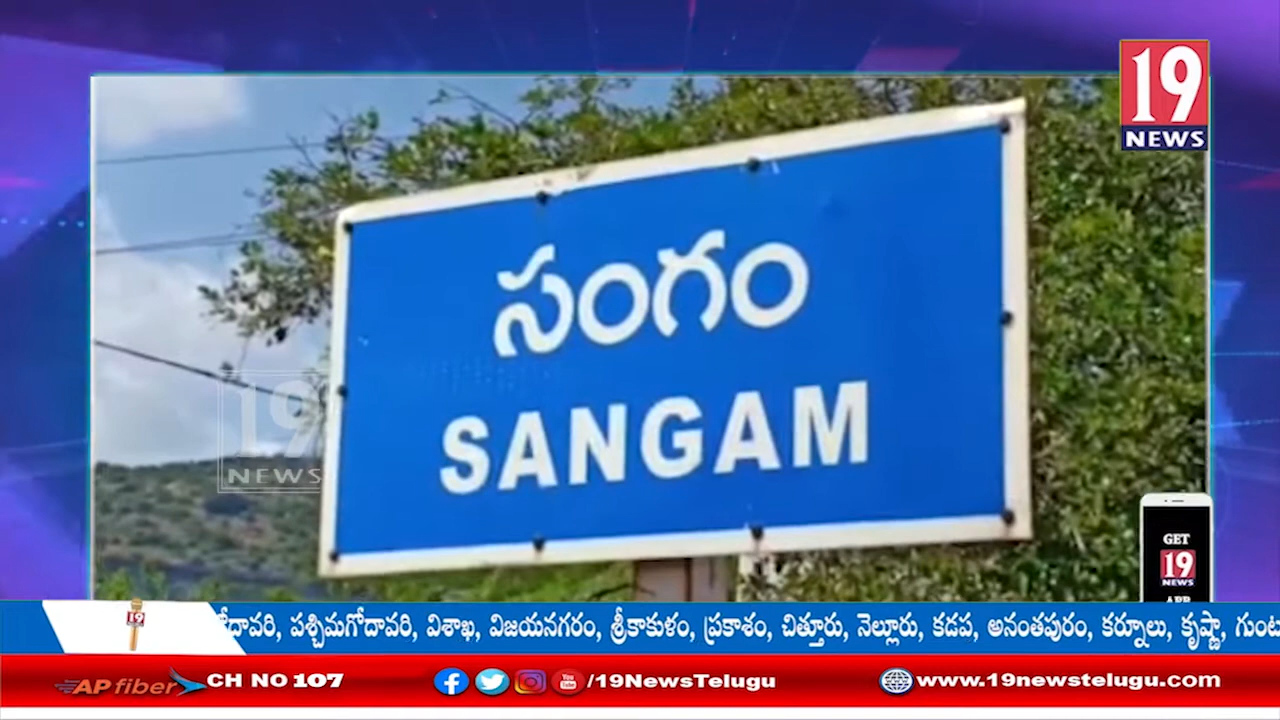 19
NEWS
సంగం
SANGAM
19
NEWS
GET
19
NEWS
19
పశ్చిమగోదావరి, విశాఖ, విజయనగరం, శ్రీకాకుళం, ప్రకాశం, చిత్తూరు, నెల్లూరు, కడప, అనంతపురం, కర్నూలు, కృష్ణా,
AP fiber CH NO 107 /19NewsTelugu www.19newstelugu.com